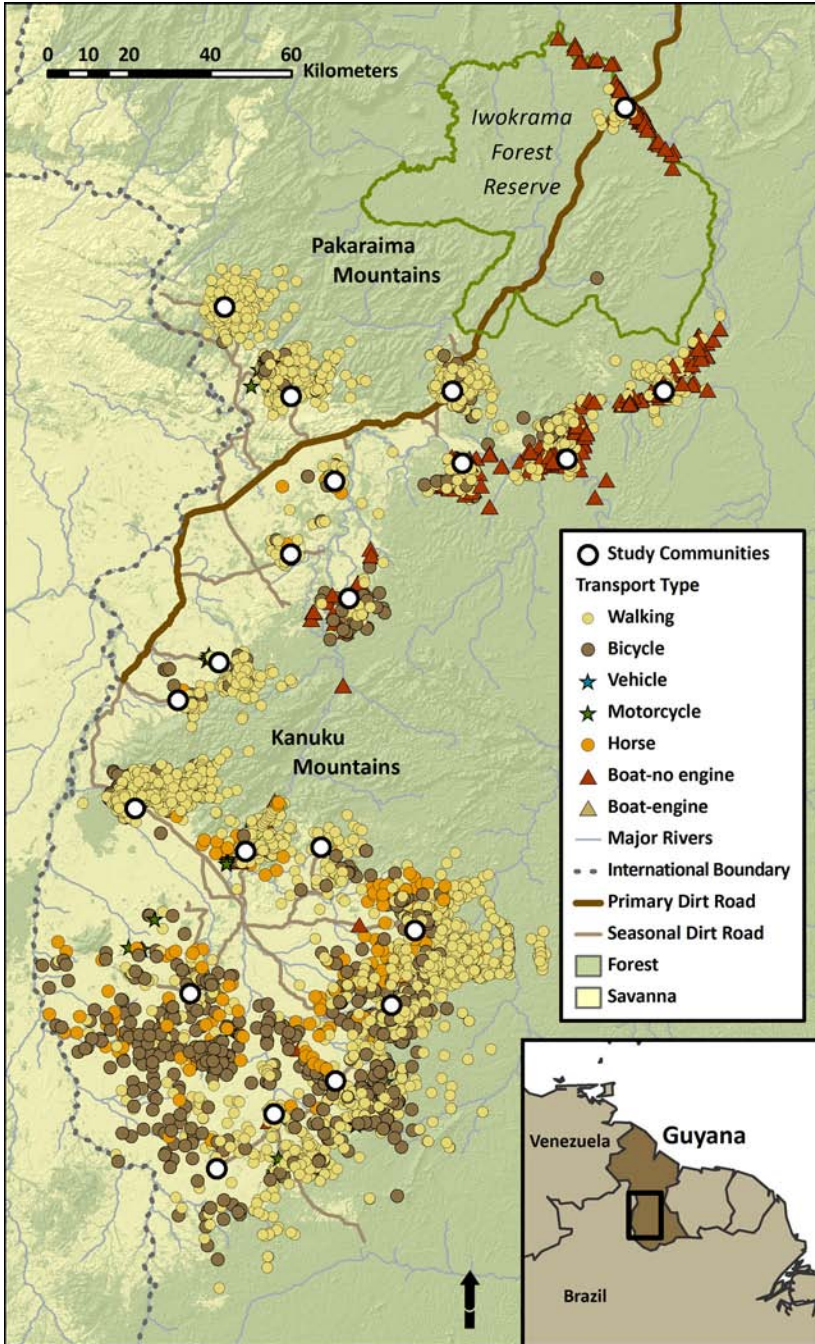 0 10 20 40 60
Kilometers
Iwokrama
Forest
Reserve
Pakaraima
Mountains
Kanuku
Mountains
Study Communities
Transport Type
Walking
Bicycle
Vehicle
Motorcycle
Horse
Boat-no engine
Boat-engine
Major Rivers
International Boundary
Primary Dirt Road
Seasonal Dirt Road
Forest
Savanna
Venezuela
Guyana
Brazil